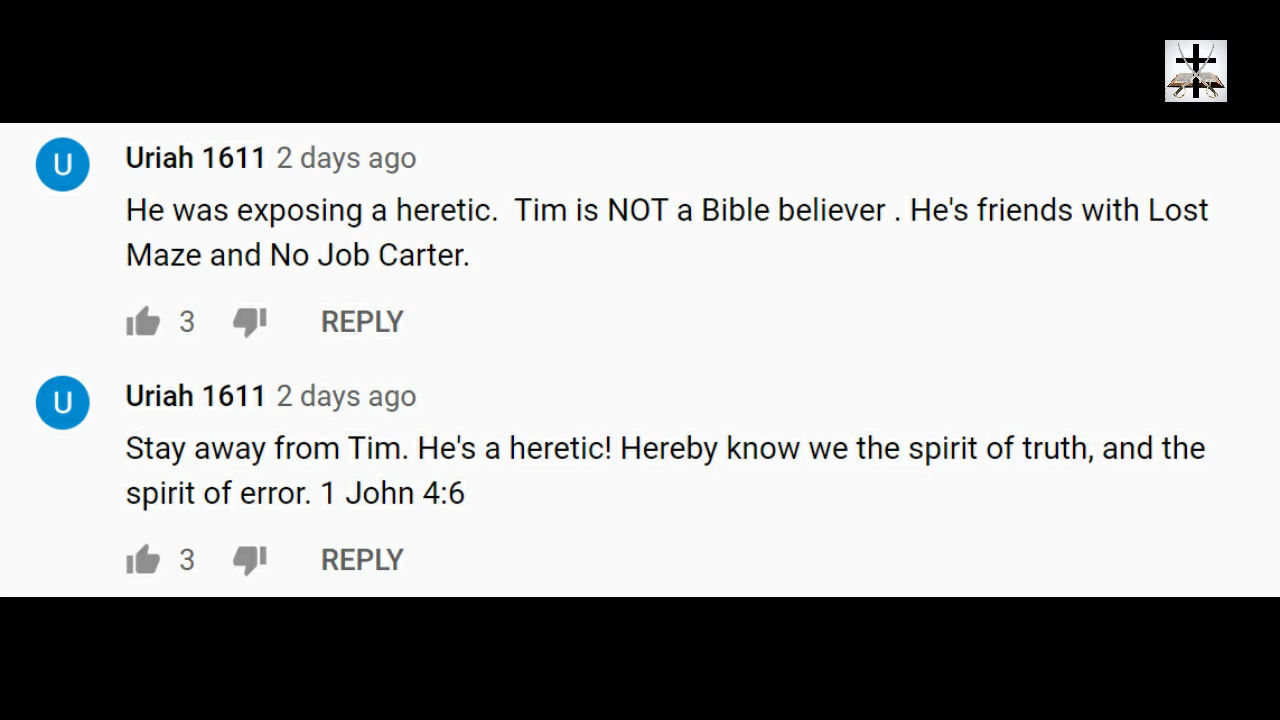 U
Uriah 1611 2 days ago
He was exposing a heretic.  Tim is NOT a Bible believer . He's friends with Lost
Maze and No Job Carter.
3 REPLY
U
Uriah 1611 2 days ago
Stay away from Tim. He's a heretic! Hereby know we the spirit of truth, and the
spirit of error. 1 John 4:6
3 REPLY